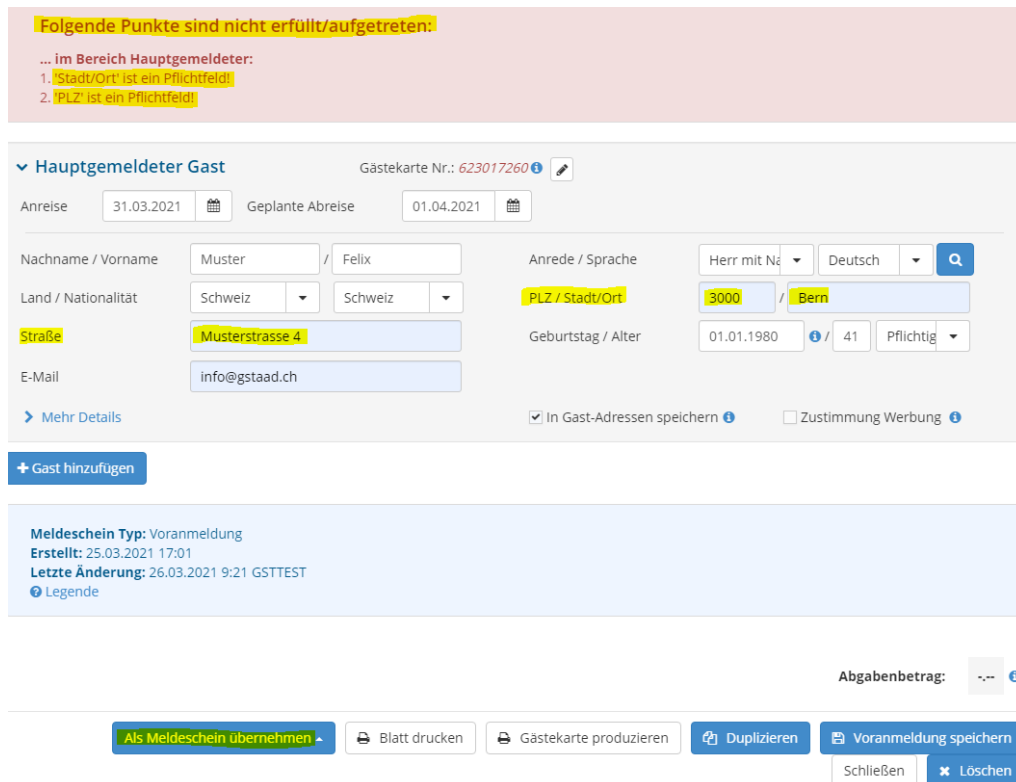 Folgende Punkte sind nicht erfüllt/aufgetreten:
... im Bereich Hauptgemeldeter:
1. 'Stadt/Ort' ist ein Pflichtfeld!
2. 'PLZ' ist ein Pflichtfeld!
Hauptgemeldeter Gast Gästekarte Nr.: 623017260
Anreise 31.03.2021 Geplante Abreise 01.04.2021
Nachname / Vorname Muster / Felix Anrede / Sprache Herr mit Na Deutsch
Land / Nationalität Schweiz Schweiz PLZ / Stadt/Ort 3000 / Bern
Straße Musterstrasse 4 Geburtstag / Alter 01.01.1980 / 41 Pflichtig
E-Mail info@gstaad.ch
Mehr Details In Gast-Adressen speichern Zustimmung Werbung
+ Gast hinzufügen
Meldeschein Typ: Voranmeldung
Erstellt: 25.03.2021 17:01
Letzte Änderung: 26.03.2021 9:21 GSTTEST
Legende
Abgabenbetrag: -.--
Als Meldeschein übernehmen Blatt drucken Gästekarte produzieren Duplizieren Voranmeldung speichern
Schließen Löschen